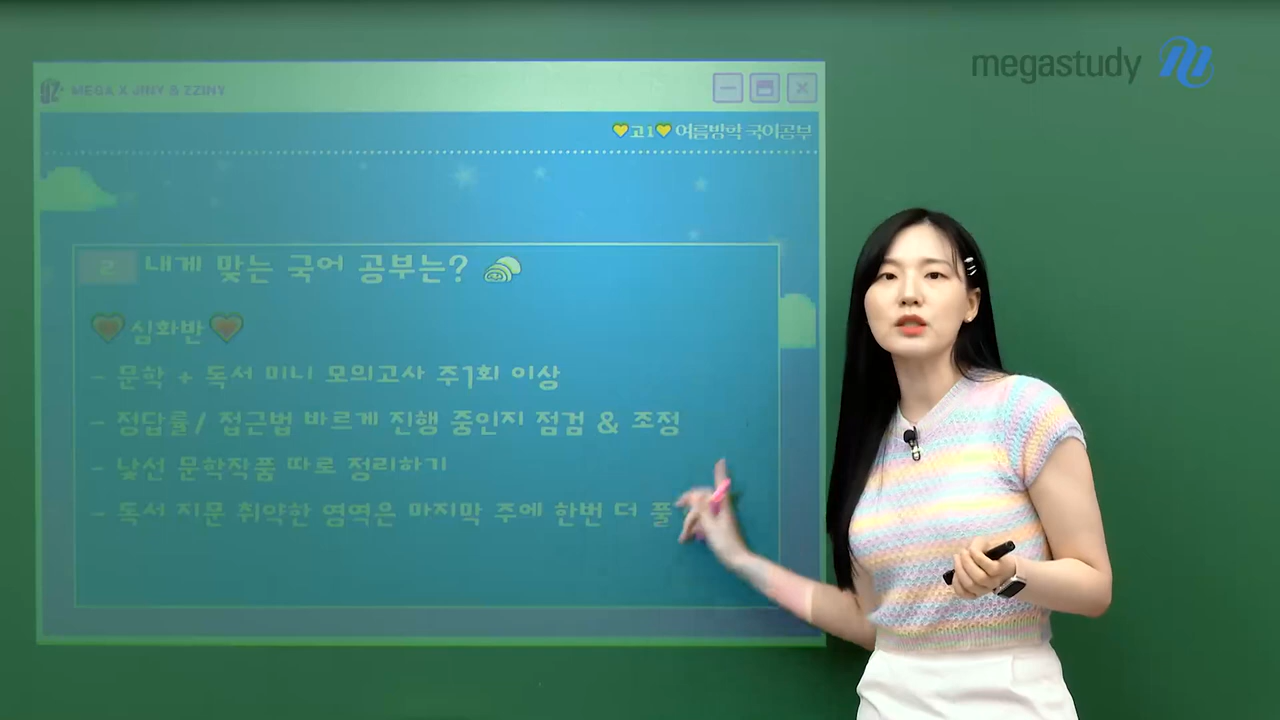 megastudy
MEGA X JNIY & EZINY
고1 여름방학 국어공부
2 내게 맞는 국어 공부는?
심화반
- 문학 + 독서 미니 모의고사 주1회 이상
- 정답률/ 접근법 바르게 진행 중인지 점검 & 조정
- 낯선 문학작품 따로 정리하기
- 독서 지문 취약한 영역은 마지막 주에 한번 더 풀